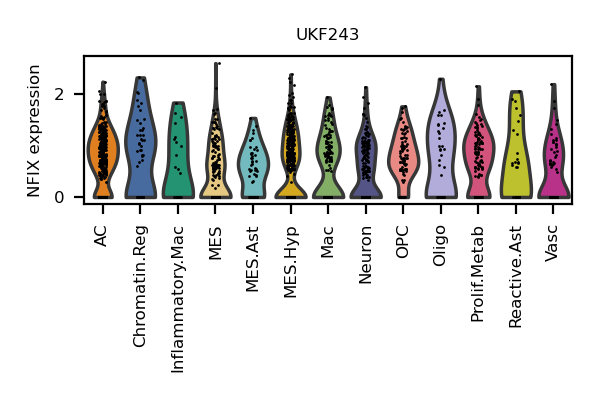 UKF243
NFIX expression
2
0
AC
Chromatin.Reg
Inflammatory.Mac
MES
MES.Ast
MES.Hyp
Mac
Neuron
OPC
Oligo
Prolif.Metab
Reactive.Ast
Vasc